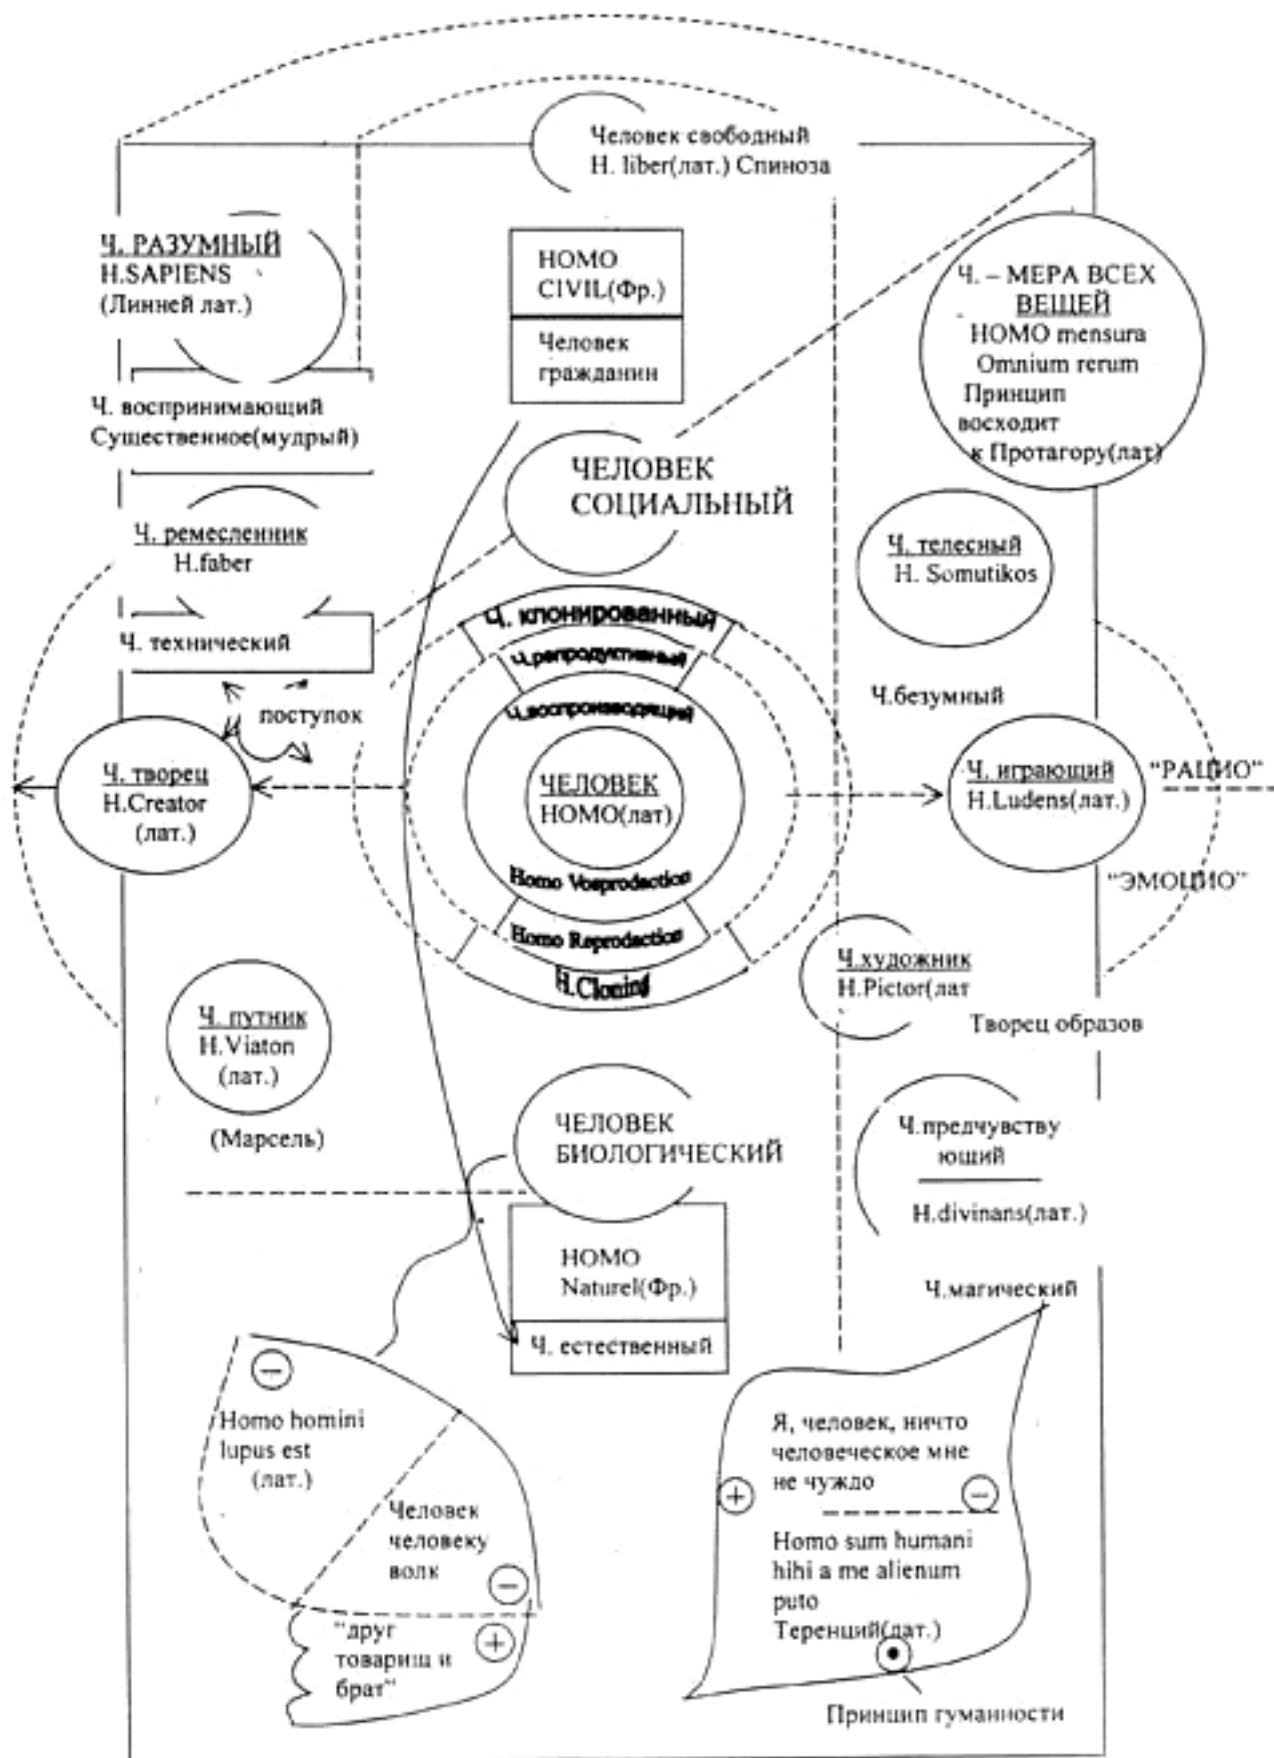 Человек свободный
H. liber(лат.) Спиноза
Ч. РАЗУМНЫЙ
H.SAPIENS
(Линней лат.)
HOMO
CIVIL(Фр.)
Человек
гражданин
Ч. – МЕРА ВСЕХ
ВЕЩЕЙ
HOMO mensura
Omnium rerum
Принцип
восходит
к Протагору(лат)
Ч. воспринимающий
Существенное(мудрый)
ЧЕЛОВЕК
СОЦИАЛЬНЫЙ
Ч. ремесленник
H.faber
Ч. телесный
H. Somutikos
Ч. технический
Ч. клонированный
Ч.репродуктивный
Ч.воспроизводящий
ЧЕЛОВЕК
HOMO(лат)
Homo Vosprodaction
Homo Reprodaction
H.Cloning
поступок
Ч.безумный
Ч. творец
H.Creator
(лат.)
Ч. играющий
H.Ludens(лат.)
"РАЦИО"
"ЭМОЦИО"
Ч.художник
H.Pictor(лат
Творец образов
Ч. путник
H.Viaton
(лат.)
(Марсель)
ЧЕЛОВЕК
БИОЛОГИЧЕСКИЙ
Ч.предчувству
ющий
H.divinans(лат.)
HOMO
Naturel(Фр.)
Ч. естественный
Ч.магический
Homo homini
lupus est
(лат.)
Человек
человеку
волк
"друг
товарищ и
брат"
Я, человек, ничто
человеческое мне
не чуждо
Homo sum humani
hihi a me alienum
puto
Теренций(лат.)
Принцип гуманности